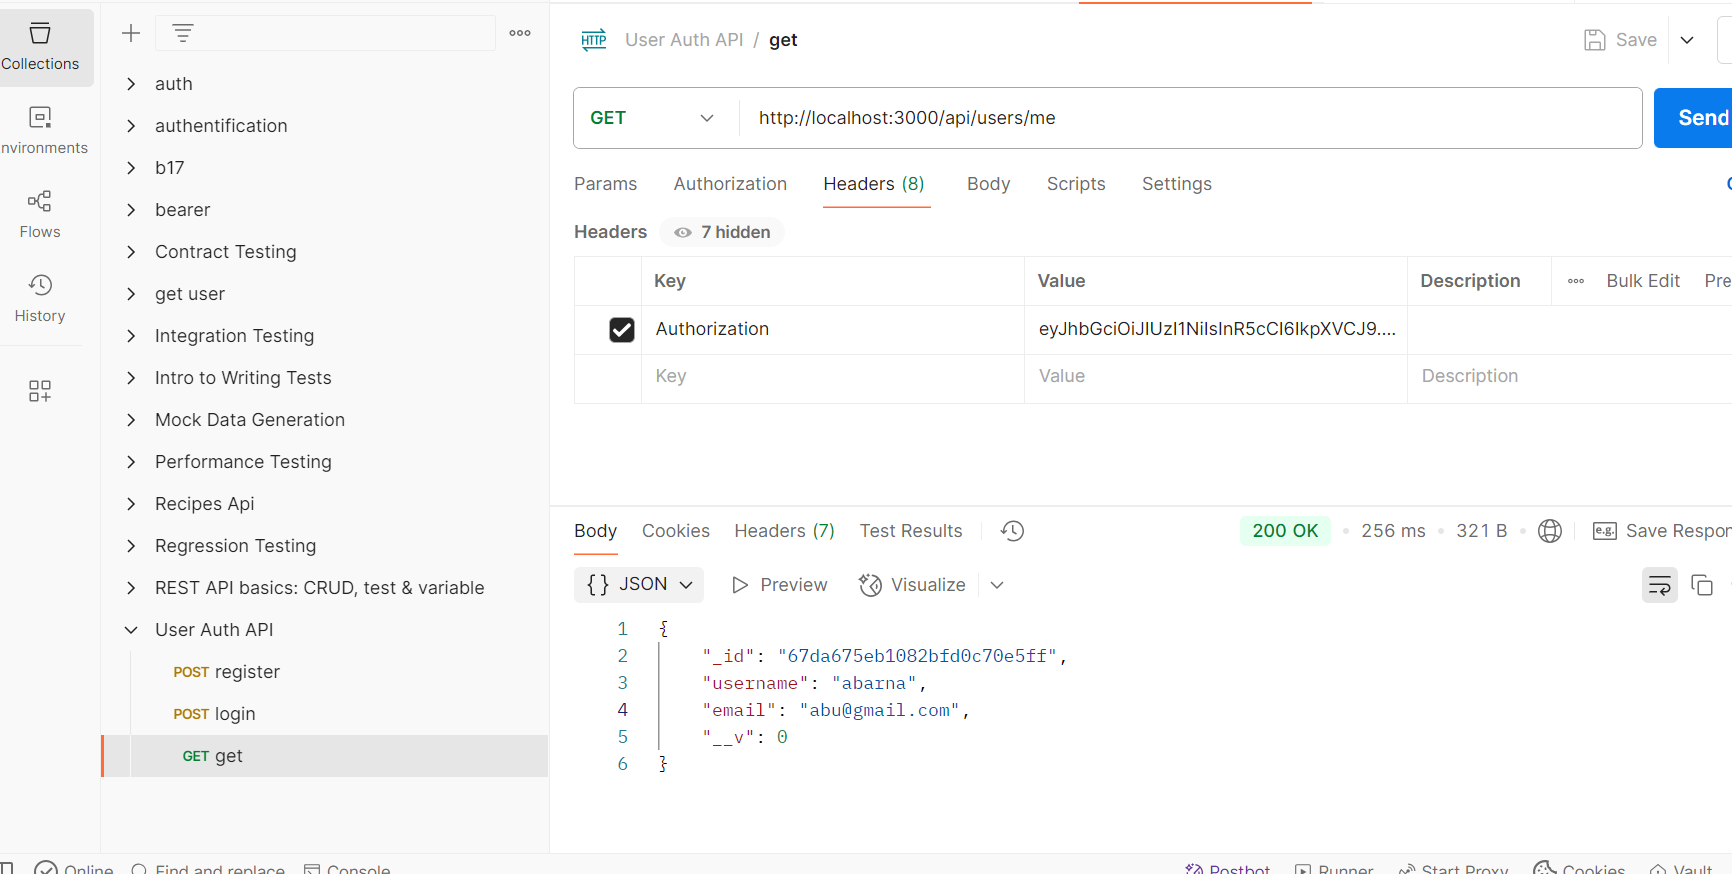 Collections
nvironments
Flows
History
auth
authentification
b17
bearer
Contract Testing
get user
Integration Testing
Intro to Writing Tests
Mock Data Generation
Performance Testing
Recipes Api
Regression Testing
REST API basics: CRUD, test & variable
User Auth API
POST register
POST login
GET get
HTTP User Auth API / get
Save
GET http://localhost:3000/api/users/me
Send
Params Authorization Headers (8) Body Scripts Settings
Headers 7 hidden
Key Value Description Bulk Edit Pre
Authorization eyJhbGciOiJIUzI1NiIsInR5cCI6IkpXVCJ9....
Key Value Description
Body Cookies Headers (7) Test Results
200 OK 256 ms 321 B e.g. Save Respon
{} JSON Preview Visualize
1 {
2 "_id": "67da675eb1082bfd0c70e5ff",
3 "username": "abarna",
4 "email": "abu@gmail.com",
5 "__v": 0
6 }
Online Find and replace Console
Postbot Runner Start Proxy Cookies Vault